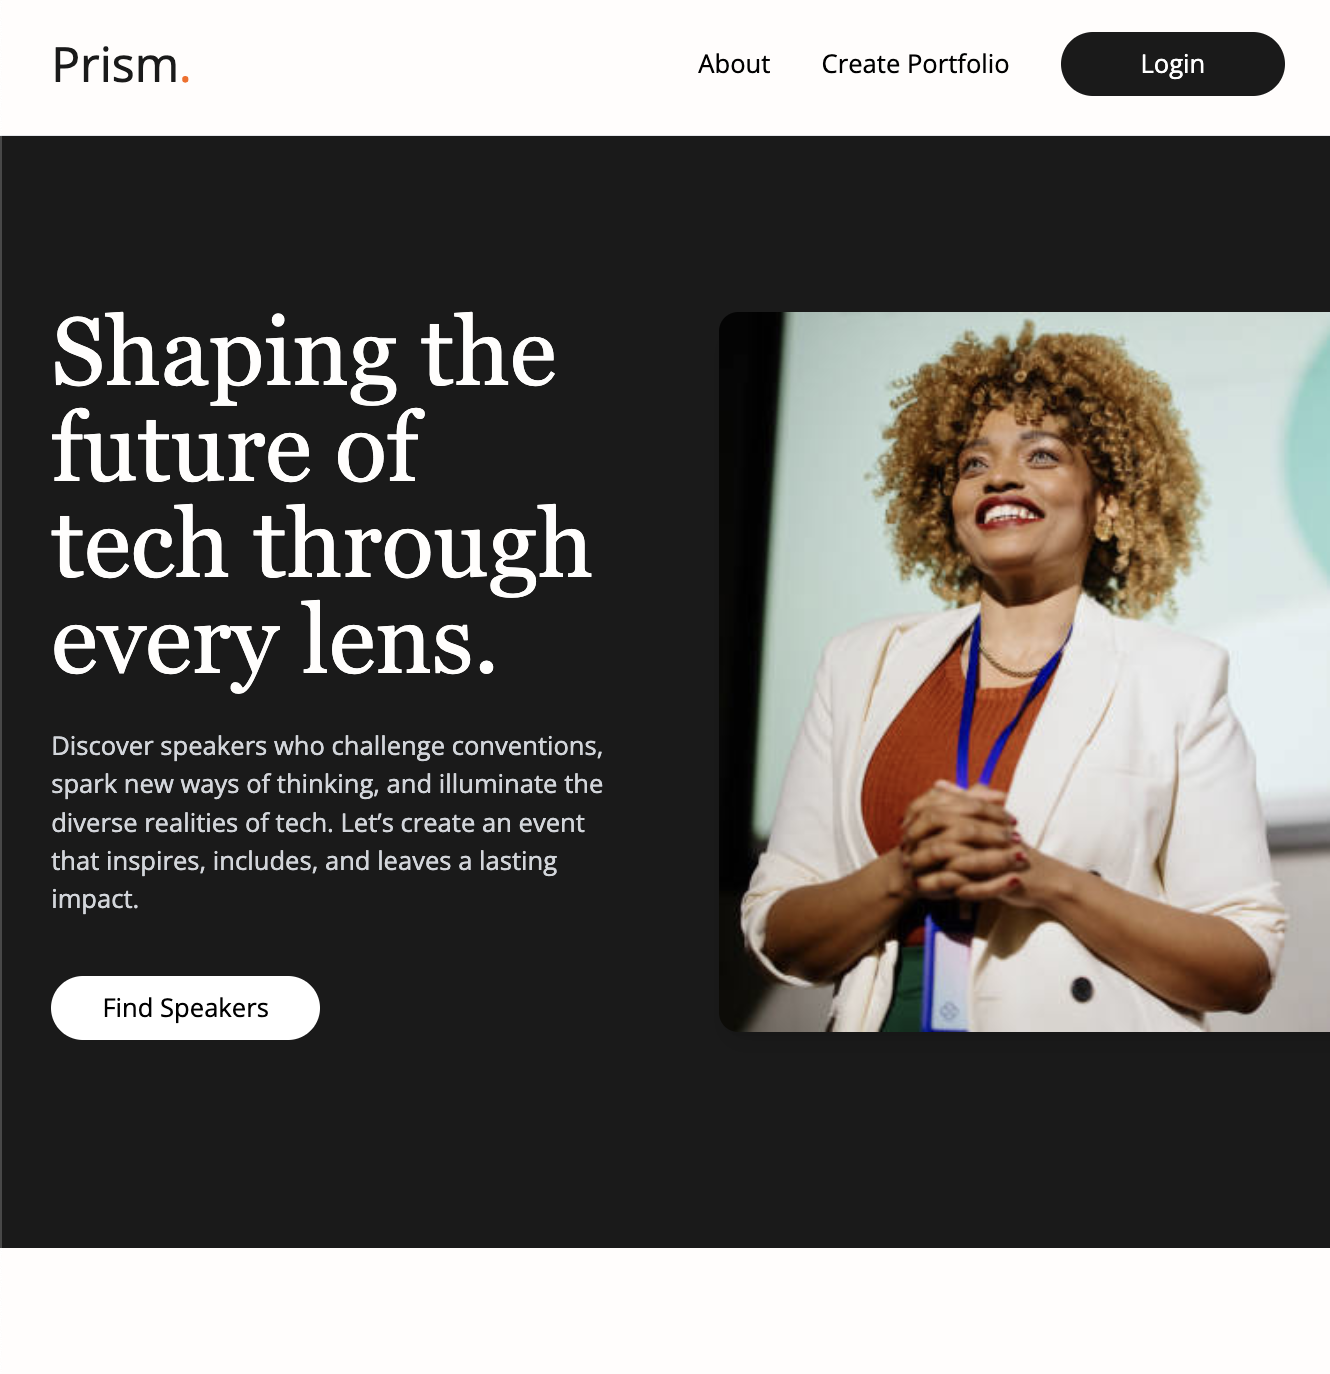 Prism.
About
Create Portfolio
Login
Shaping the
future of
tech through
every lens.
Discover speakers who challenge conventions,
spark new ways of thinking, and illuminate the
diverse realities of tech. Let’s create an event
that inspires, includes, and leaves a lasting
impact.
Find Speakers